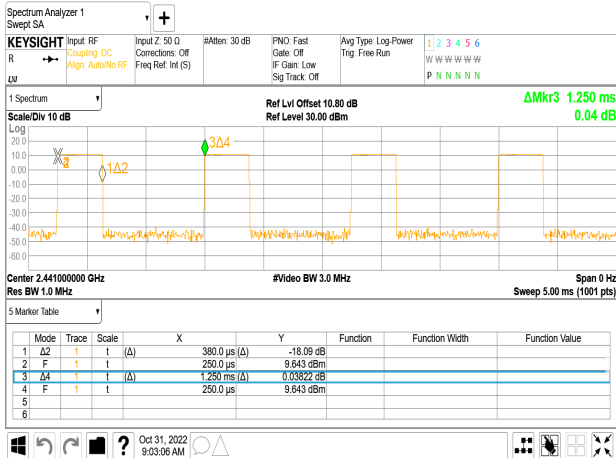 Spectrum Analyzer 1
Swept SA
KEYSIGHT Input: RF Input Z: 50 Ω #Atten: 30 dB PNO: Fast Avg Type: Log-Power 1 2 3 4 5 6
R Coupling: DC Corrections: Off Gate: Off Trig: Free Run
Align: Auto/No RF Freq Ref: Int (S) IF Gain: Low W W W W W W
Sig Track: Off P N N N N N
LXI
1 Spectrum
Ref Lvl Offset 10.80 dB ΔMkr3 1.250 ms
Scale/Div 10 dB Ref Level 30.00 dBm 0.04 dB
Log
20.0
10.0
0.00
-10.0
-20.0
-30.0
-40.0
-50.0
-60.0
1Δ2
3Δ4
Center 2.441000000 GHz #Video BW 3.0 MHz Span 0 Hz
Res BW 1.0 MHz Sweep 5.00 ms (1001 pts)
5 Marker Table
Mode Trace Scale X Y Function Function Width Function Value
1 Δ2 1 t (Δ) 380.0 µs (Δ) -18.09 dB
2 F 1 t 250.0 µs 9.643 dBm
3 Δ4 1 t (Δ) 1.250 ms (Δ) 0.03822 dB
4 F 1 t 250.0 µs 9.643 dBm
5
6
? Oct 31, 2022
9:03:06 AM